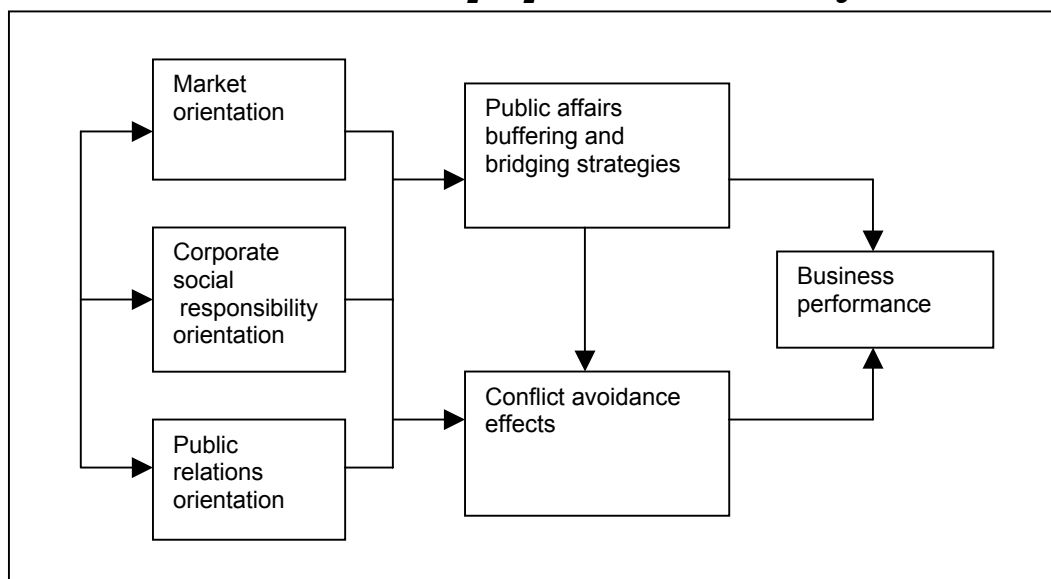 Market
orientation
Public affairs
buffering and
bridging strategies
Corporate
social
responsibility
orientation
Business
performance
Conflict avoidance
effects
Public
relations
orientation